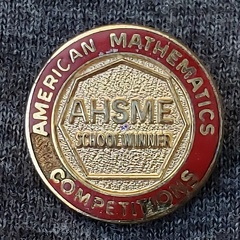 AMERICAN MATHEMATICS
AHSME
SCHOOL WINNER
COMPETITIONS